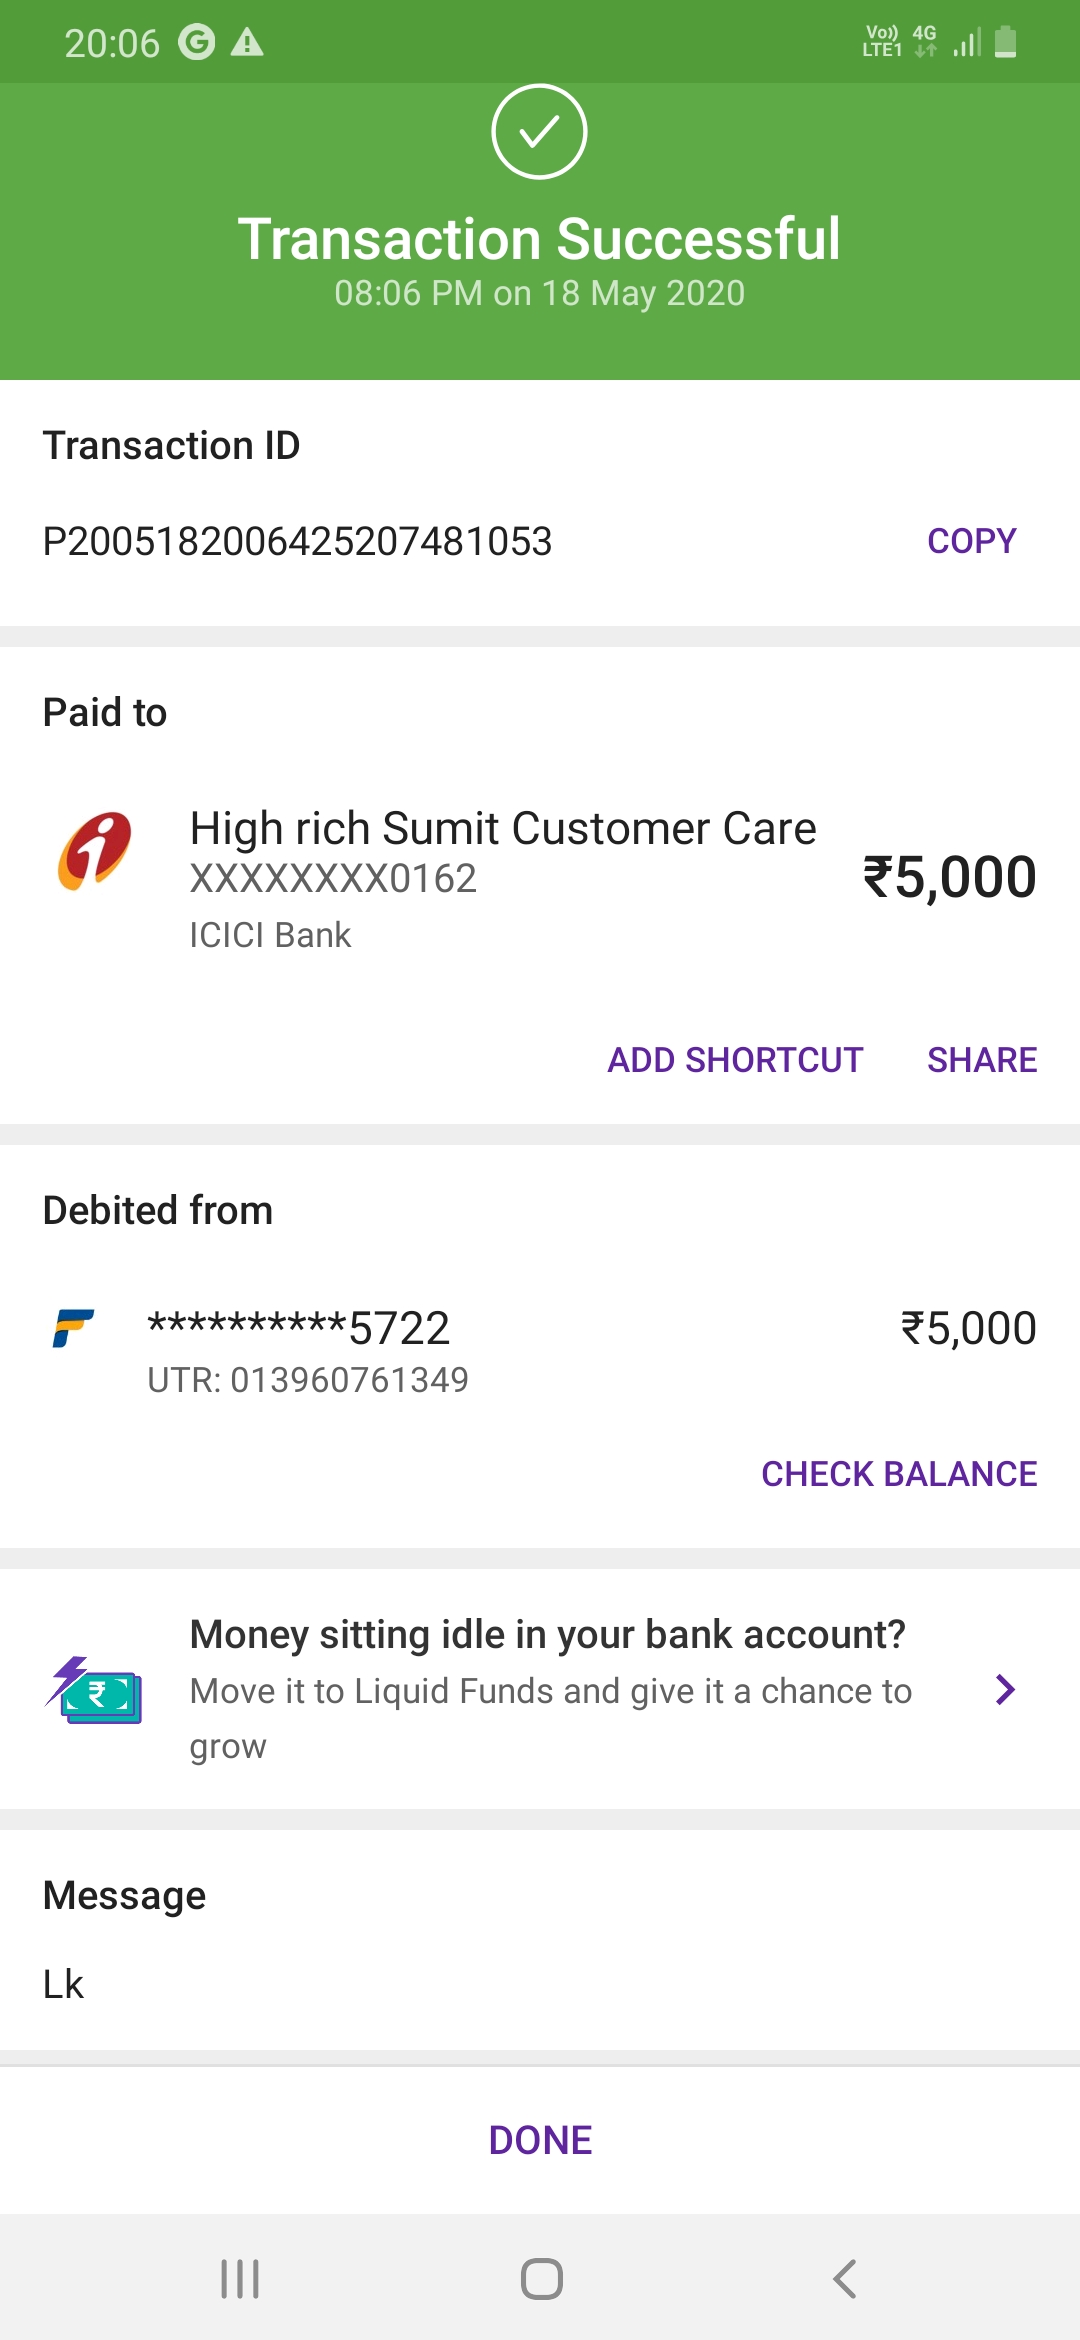 20:06
Vo)) 4G
LTE1
Transaction Successful
08:06 PM on 18 May 2020
Transaction ID
P2005182006425207481053
COPY
Paid to
High rich Sumit Customer Care
XXXXXXXX0162
₹5,000
ICICI Bank
ADD SHORTCUT SHARE
Debited from
**********5722 ₹5,000
UTR: 013960761349
CHECK BALANCE
Money sitting idle in your bank account?
Move it to Liquid Funds and give it a chance to
grow
Message
Lk
DONE